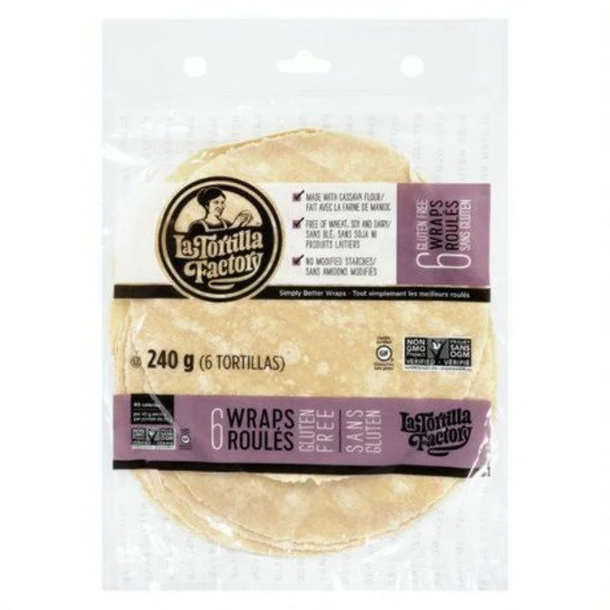 La Tortilla
Factory
MADE WITH CASSAVA FLOUR/
FAIT AVEC LA FARINE DE MANIOC
FREE OF WHEAT, SOY AND DAIRY/
SANS BLÉ, SANS SOJA NI
PRODUITS LAITIERS
NO MODIFIED STARCHES/
SANS AMIDONS MODIFIÉS
6 GLUTEN FREE
WRAPS
ROULÉS
SANS GLUTEN
Simply Better Wraps · Tout simplement les meilleurs roulés
240 g (6 TORTILLAS)
GF
NON
GMO
Project
VERIFIED
PROJET
SANS
OGM
VÉRIFIÉ
6 WRAPS
ROULÉS
GLUTEN
FREE
SANS
GLUTEN
La Tortilla
Factory